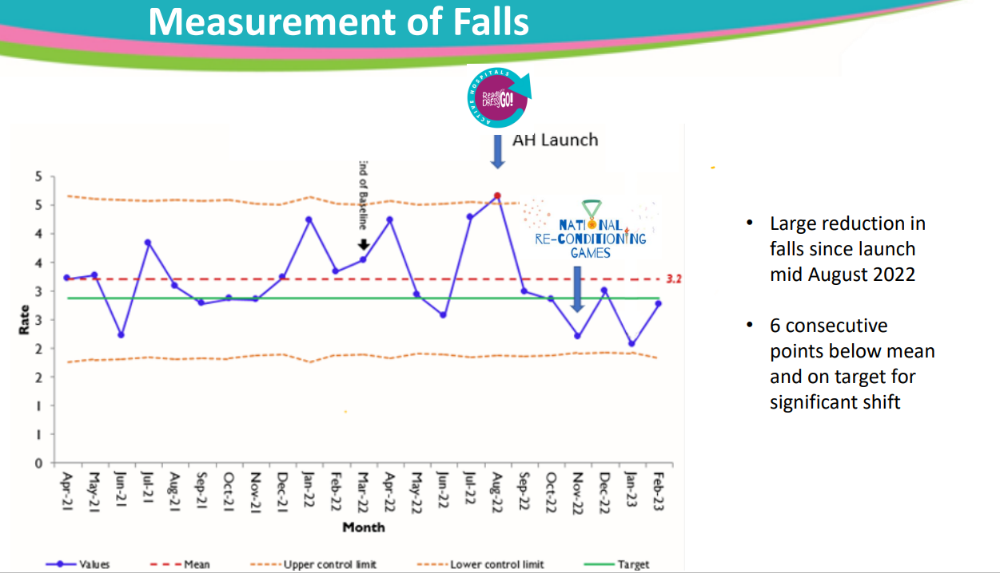 Measurement of Falls
ACTIVE HOSPITALS
Ready
DRESS GO!
AH Launch
End of Baseline
NATIONAL
RE-CONDITIONING
GAMES
5
5
4
4
3
3
2
2
1
1
0
3.2
Rate
Apr-21
May-21
Jun-21
Jul-21
Aug-21
Sep-21
Oct-21
Nov-21
Dec-21
Jan-22
Feb-22
Mar-22
Apr-22
May-22
Jun-22
Jul-22
Aug-22
Sep-22
Oct-22
Nov-22
Dec-22
Jan-23
Feb-23
Month
Values
Mean
Upper control limit
Lower control limit
Target
• Large reduction in
falls since launch
mid August 2022
• 6 consecutive
points below mean
and on target for
significant shift